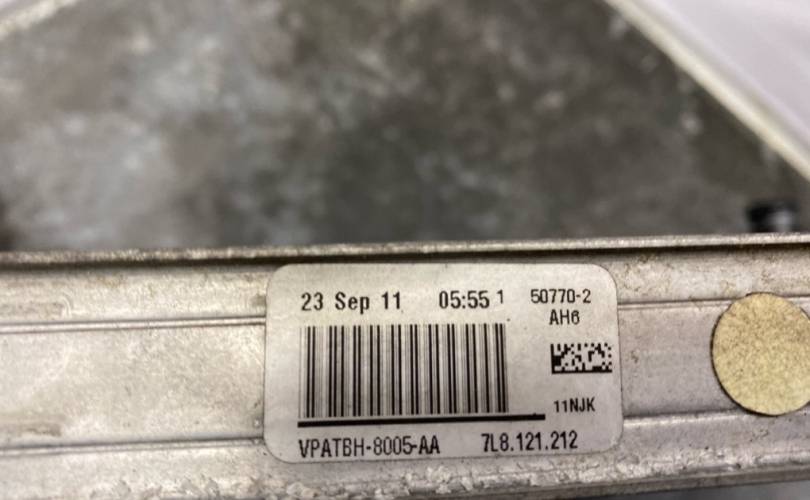 23 Sep 11 05:55 1 50770-2
AH6
11NJK
VPATBH-8005-AA 7L8.121.212